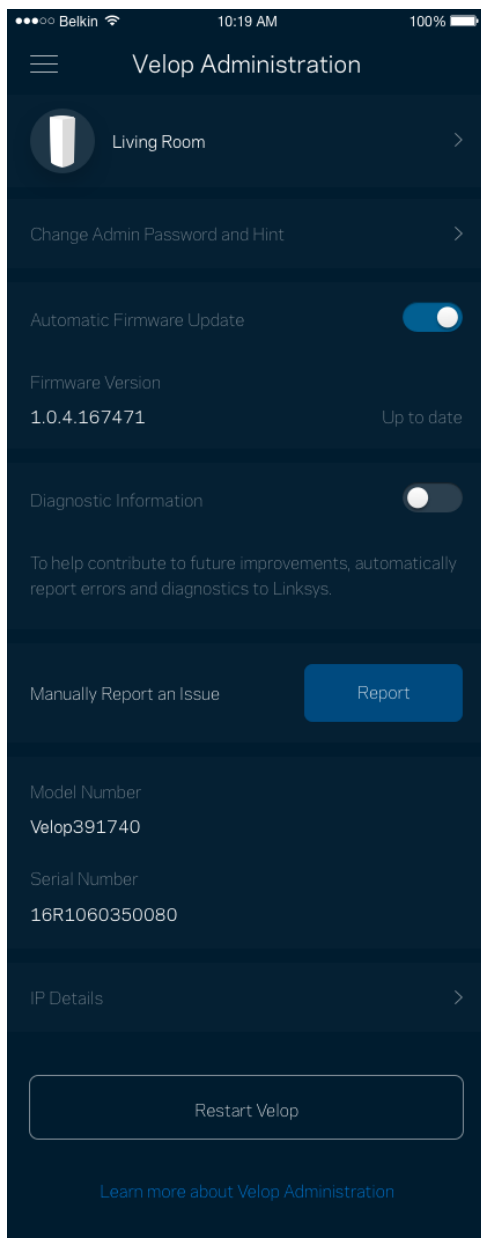 Belkin 10:19 AM 100%
Velop Administration
Living Room
Change Admin Password and Hint
Automatic Firmware Update
Firmware Version
1.0.4.167471 Up to date
Diagnostic Information
To help contribute to future improvements, automatically
report errors and diagnostics to Linksys.
Manually Report an Issue Report
Model Number
Velop391740
Serial Number
16R1060350080
IP Details
Restart Velop
Learn more about Velop Administration